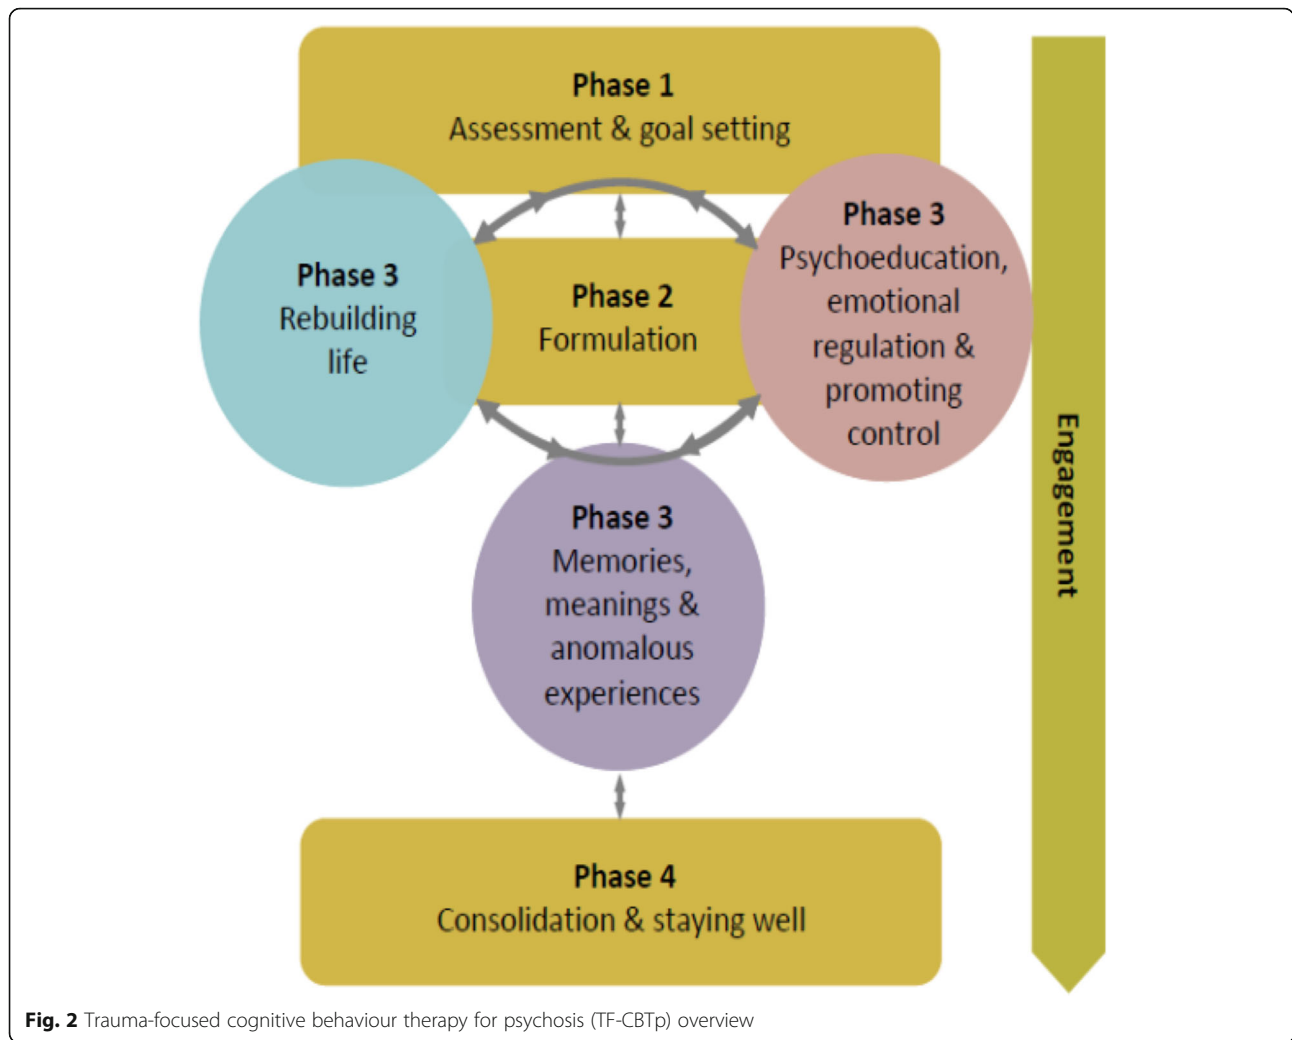 Phase 1
Assessment & goal setting
Phase 3
Rebuilding
life
Phase 2
Formulation
Phase 3
Psychoeducation,
emotional
regulation &
promoting
control
Phase 3
Memories,
meanings &
anomalous
experiences
Phase 4
Consolidation & staying well
Engagement
Fig. 2 Trauma-focused cognitive behaviour therapy for psychosis (TF-CBTp) overview